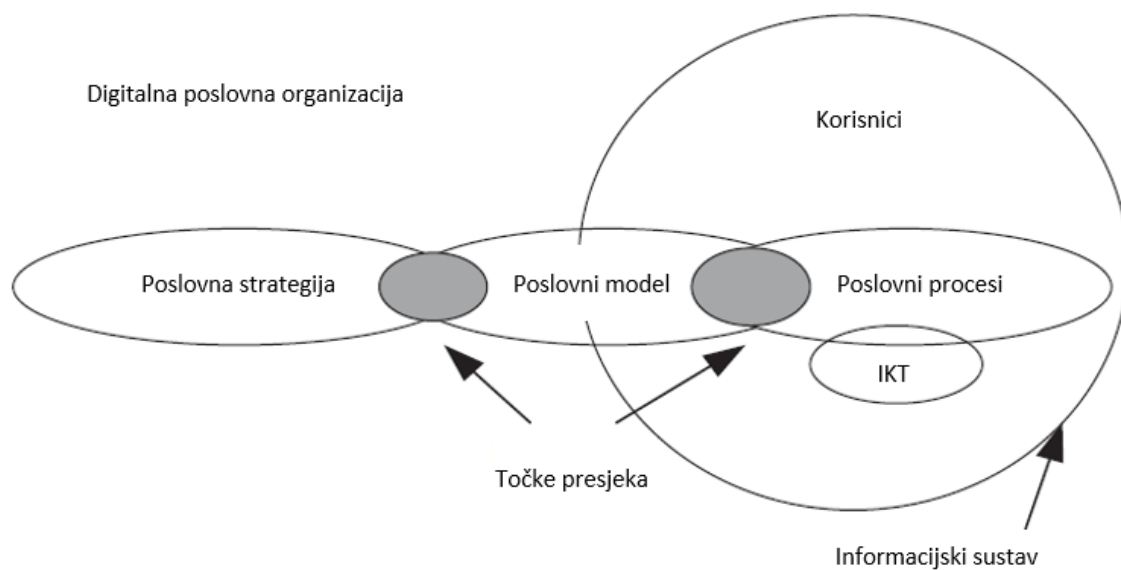 Digitalna poslovna organizacija
Korisnici
Poslovna strategija
Poslovni model
Poslovni procesi
IKT
Točke presjeka
Informacijski sustav